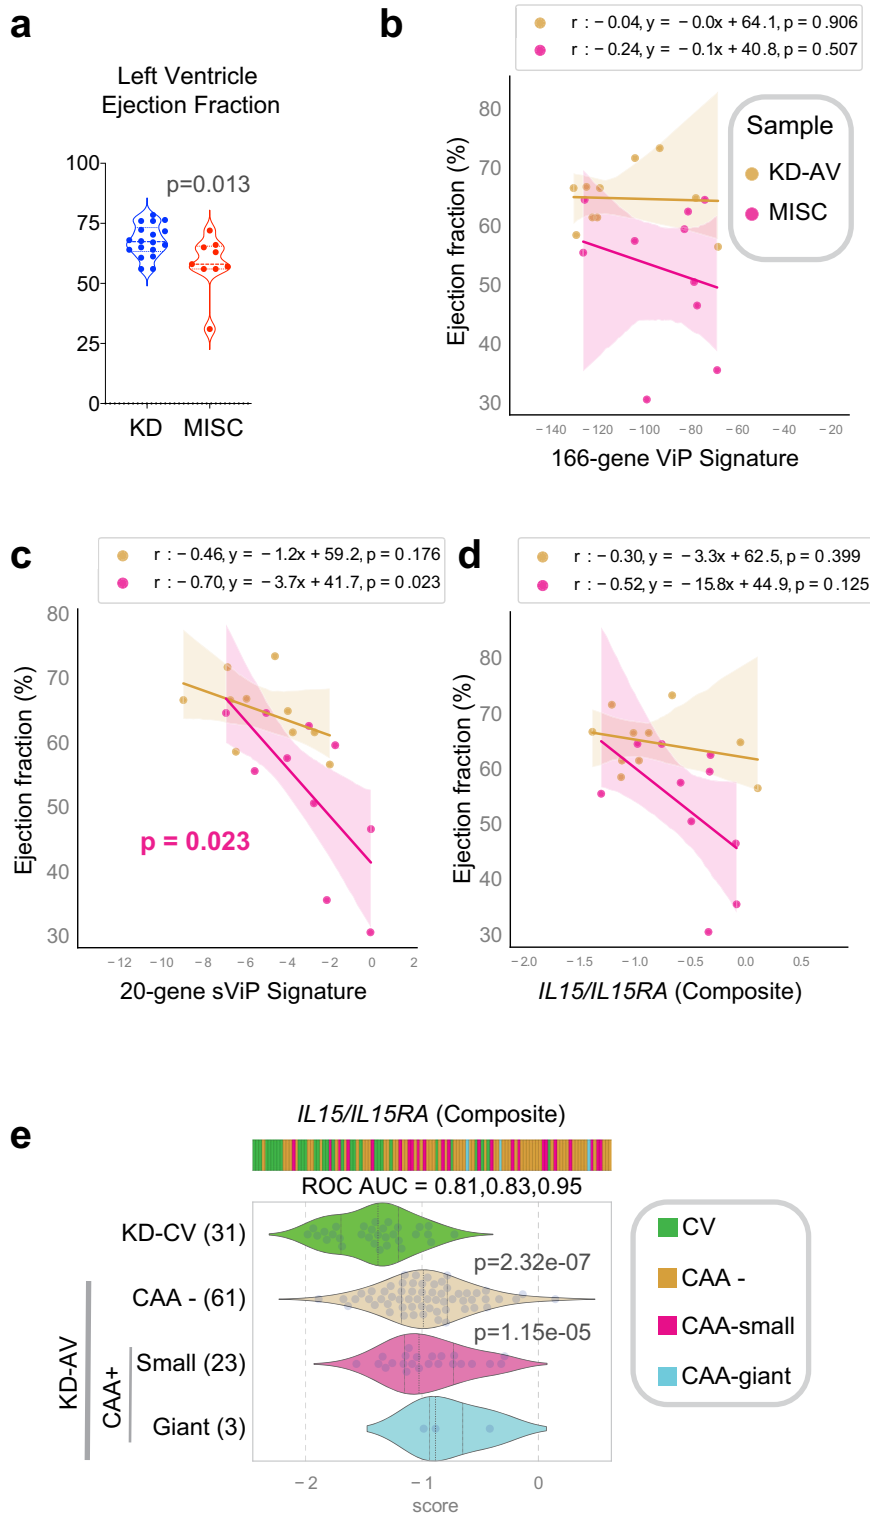 a
Left Ventricle
Ejection Fraction
100
75
50
25
0
p=0.013
KD MISC
b
r : −0.04, y = −0.0x + 64.1, p = 0.906
r : −0.24, y = −0.1x + 40.8, p = 0.507
Ejection fraction (%)
80
70
60
50
40
30
Sample
KD-AV
MISC
−140 −120 −100 −80 −60 −40 −20
166-gene ViP Signature
c
r : −0.46, y = −1.2x + 59.2, p = 0.176
r : −0.70, y = −3.7x + 41.7, p = 0.023
Ejection fraction (%)
80
70
60
50
40
30
p = 0.023
−12 −10 −8 −6 −4 −2 0 2
20-gene sViP Signature
d
r : −0.30, y = −3.3x + 62.5, p = 0.399
r : −0.52, y = −15.8x + 44.9, p = 0.125
Ejection fraction (%)
80
70
60
50
40
30
−2.0 −1.5 −1.0 −0.5 0.0 0.5
IL15/IL15RA (Composite)
e
IL15/IL15RA (Composite)
ROC AUC = 0.81,0.83,0.95
KD-CV (31)
p=2.32e-07
CAA - (61)
p=1.15e-05
Small (23)
Giant (3)
KD-AV
CAA+
−2 −1 0
score
CV
CAA -
CAA-small
CAA-giant